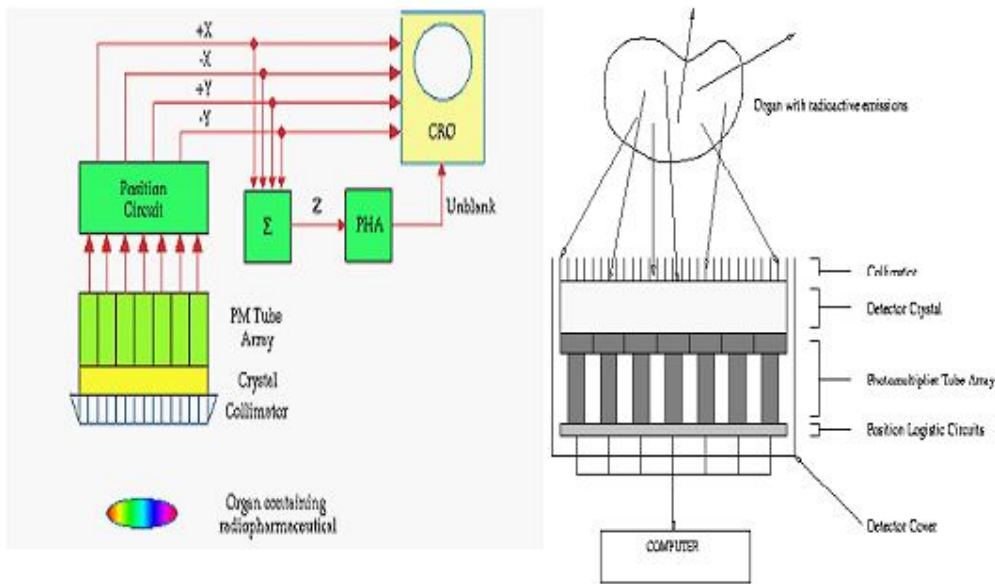 +X
-X
+Y
-Y
CRO
Position
Circuit
Σ
Z
PHA
Unblank
PM Tube
Array
Crystal
Collimator
Organ containing
radiopharmaceutical
Organ with radioactive emissions
Collimator
Detector Crystal
Photomultiplier Tube Array
Position Logistic Circuits
Detector Cover
COMPUTER